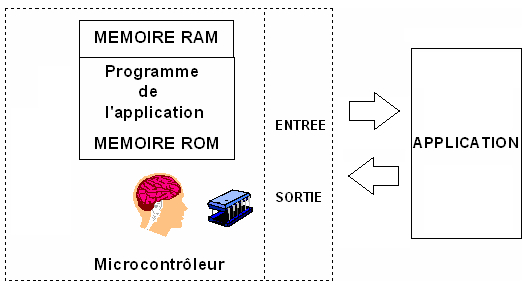 MEMOIRE RAM
Programme
de
l'application
MEMOIRE ROM
Microcontrôleur
ENTREE
SORTIE
APPLICATION